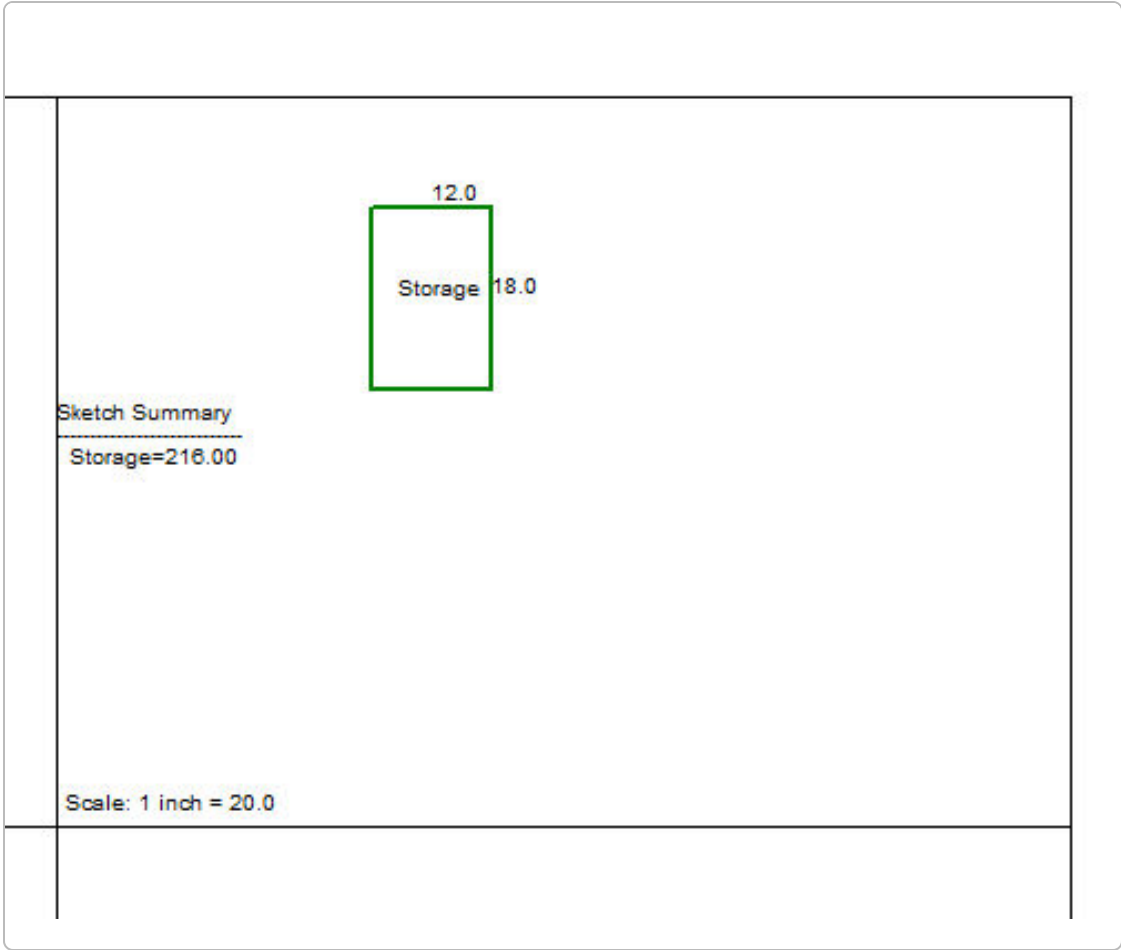 12.0
Storage 18.0
Sketch Summary
Storage=216.00
Scale: 1 inch = 20.0